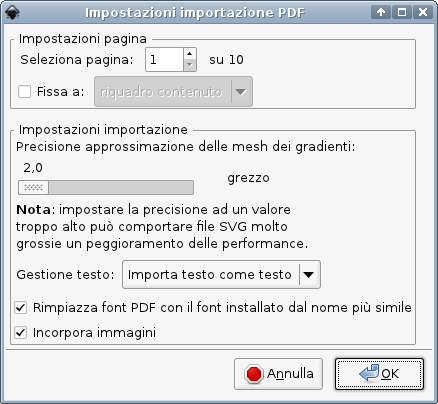 Impostazioni importazione PDF
Impostazioni pagina
Seleziona pagina: 1 su 10
Fissa a: riquadro contenuto
Impostazioni importazione
Precisione approssimazione delle mesh dei gradienti:
2,0
grezzo
Nota: impostare la precisione ad un valore
troppo alto può comportare file SVG molto
grossie un peggioramento delle performance.
Gestione testo: Importa testo come testo
Rimpiazza font PDF con il font installato dal nome più simile
Incorpora immagini
Annulla OK